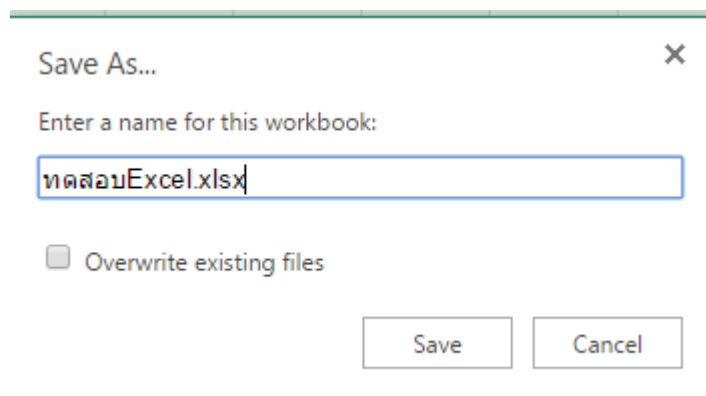 Save As...
Enter a name for this workbook:
ทดสอบExcel.xlsx
Overwrite existing files
Save
Cancel